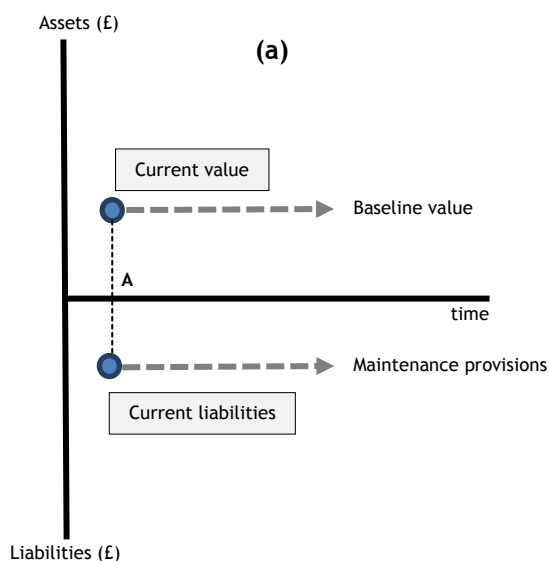 Assets (£)
(a)
Current value
Baseline value
A
time
Maintenance provisions
Current liabilities
Liabilities (£)